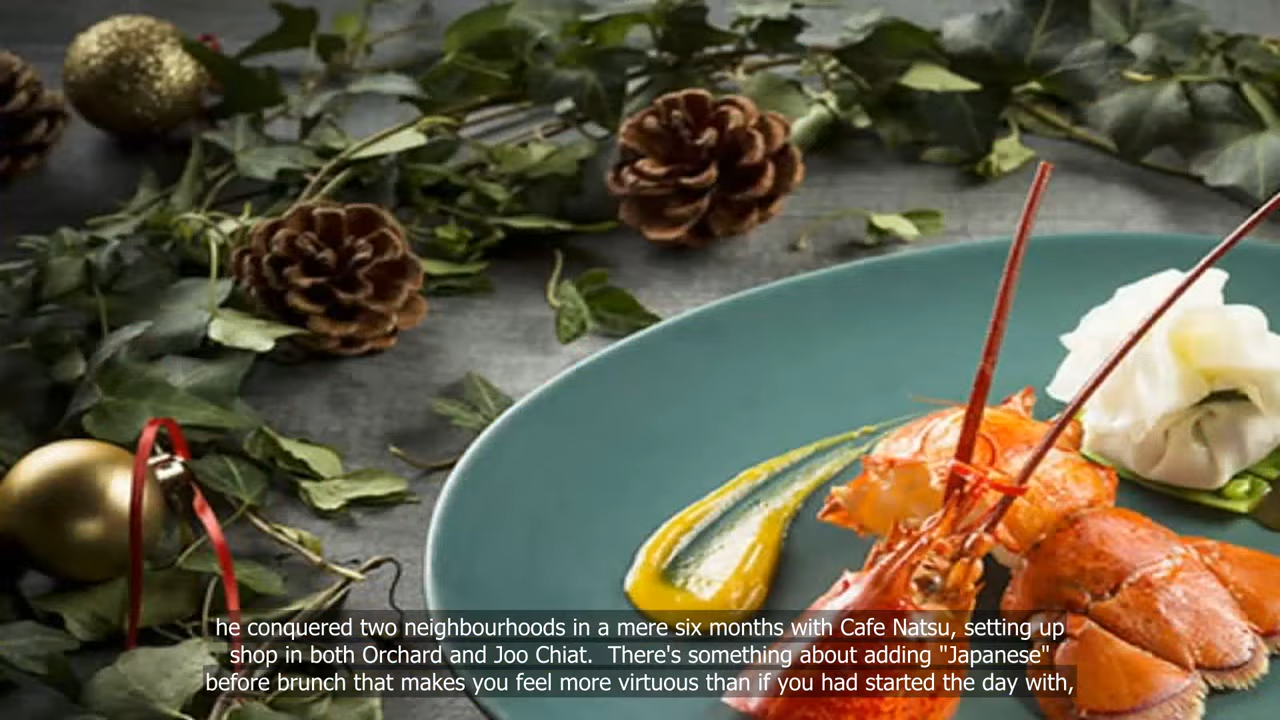 he conquered two neighbourhoods in a mere six months with Cafe Natsu, setting up
shop in both Orchard and Joo Chiat.  There's something about adding "Japanese"
before brunch that makes you feel more virtuous than if you had started the day with,